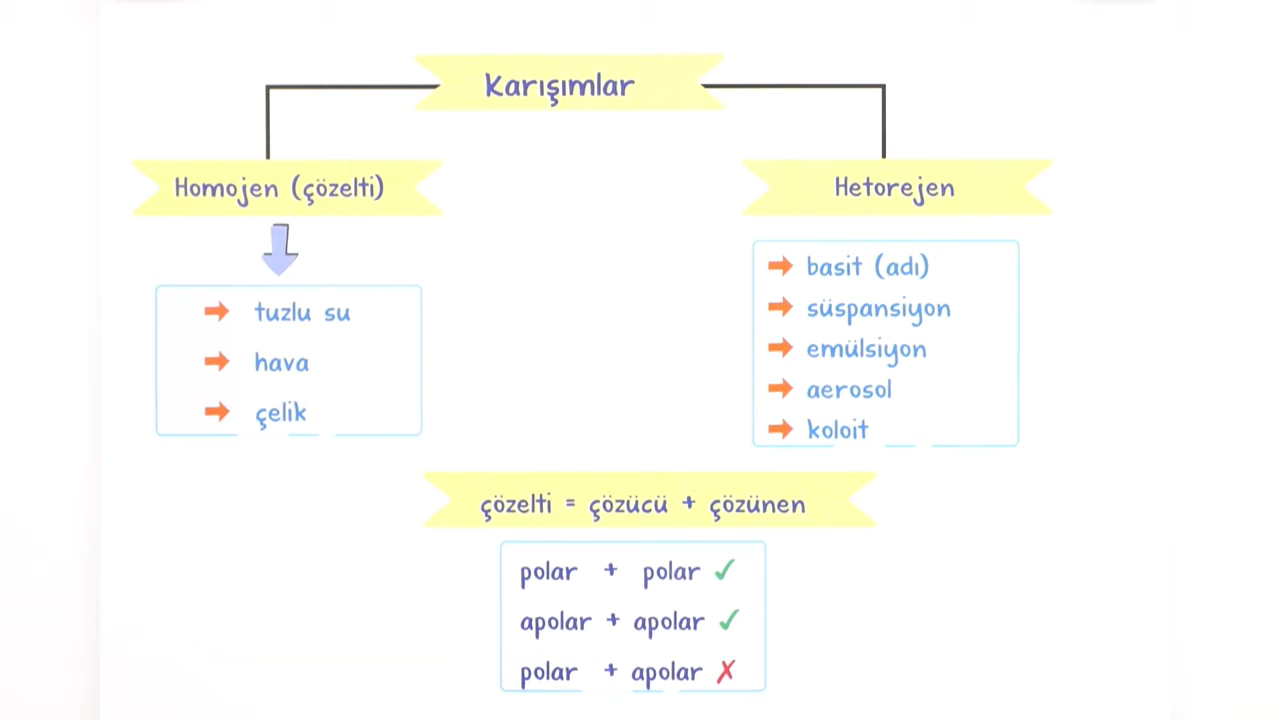 Karışımlar
Homojen (çözelti)
tuzlu su
hava
çelik
Hetorejen
basit (adı)
süspansiyon
emülsiyon
aerosol
koloit
çözelti = çözücü + çözünen
polar + polar ✓
apolar + apolar ✓
polar + apolar ✗